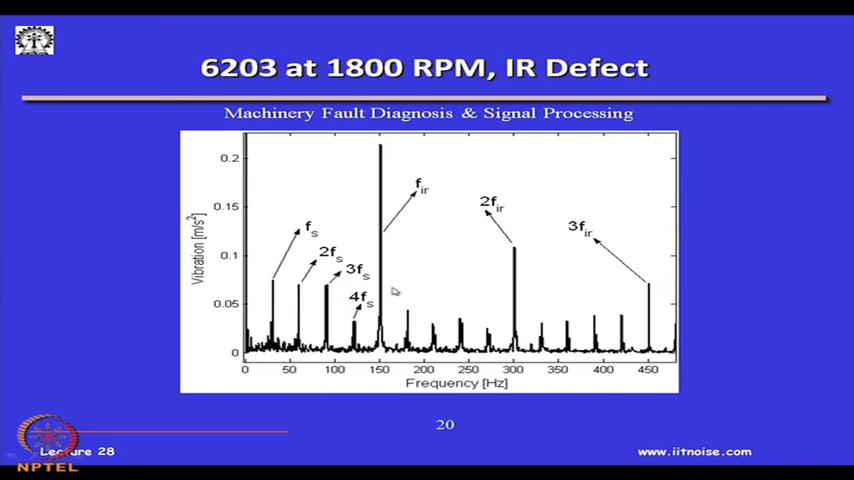 6203 at 1800 RPM, IR Defect
Machinery Fault Diagnosis & Signal Processing
Vibration [m/s²]
0.2
0.15
0.1
0.05
0
fₛ
2fₛ
3fₛ
4fₛ
fᵢᵣ
2fᵢᵣ
3fᵢᵣ
0 50 100 150 200 250 300 350 400 450
Frequency [Hz]
20
Lecture 28
NPTEL
www.iitnoise.com